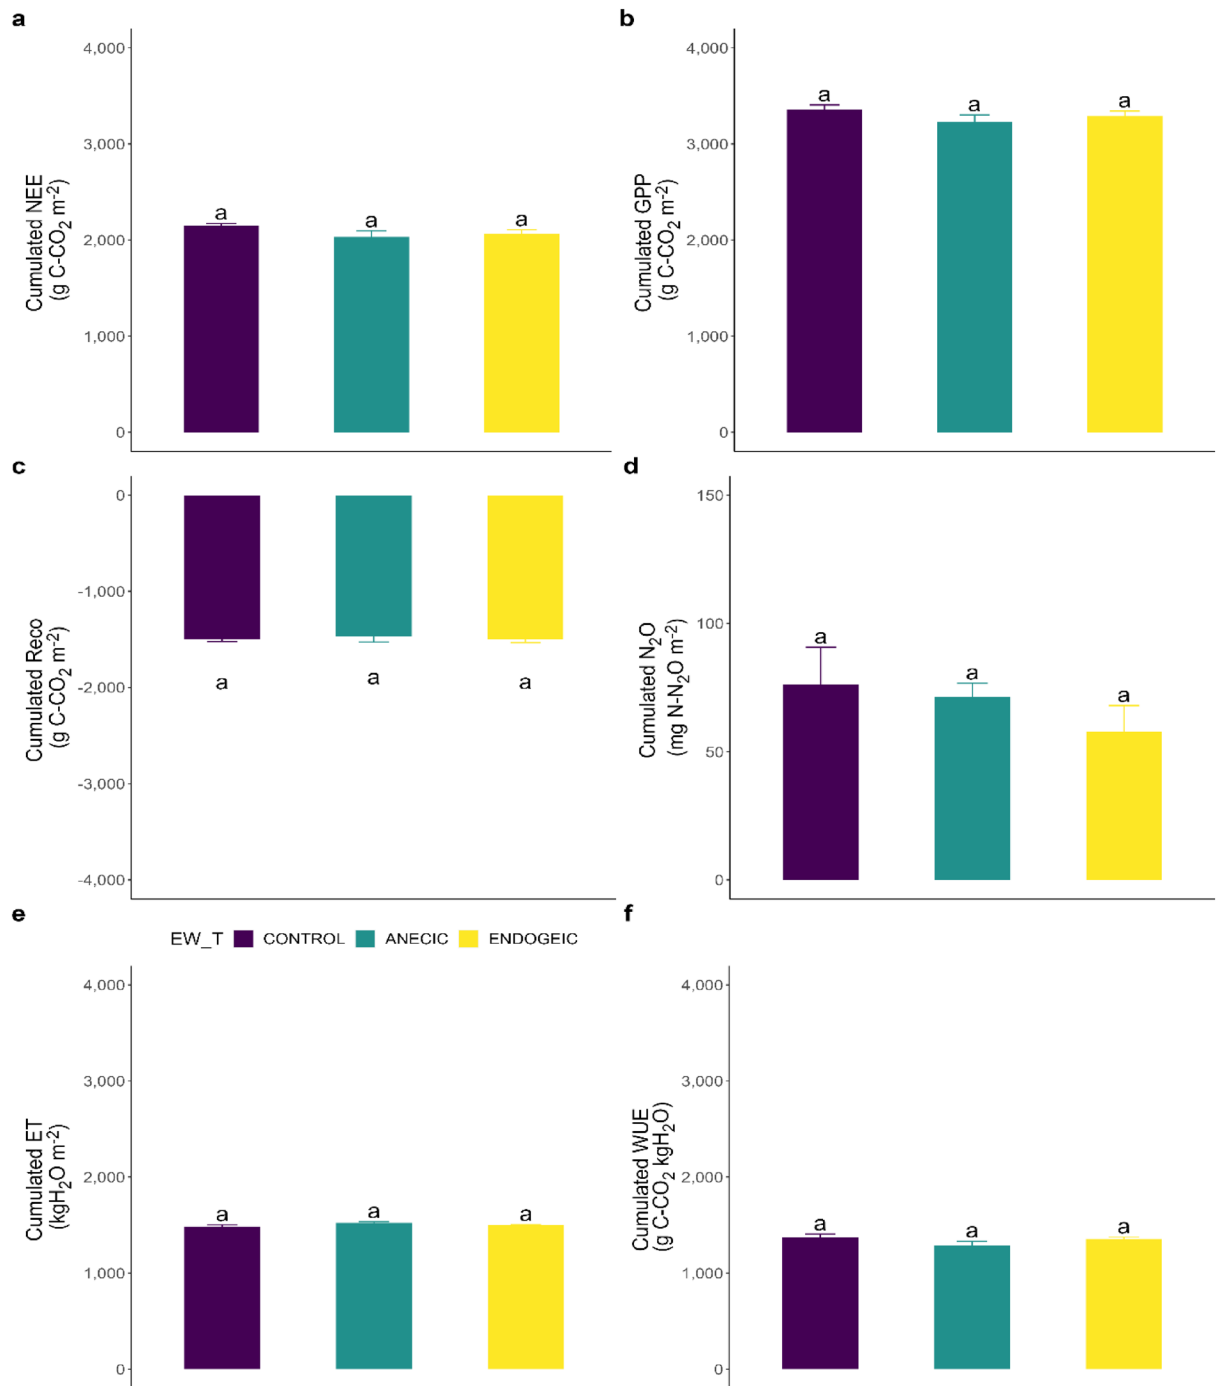 a
4,000
3,000
2,000
1,000
0
Cumulated NEE
(g C-CO₂ m⁻²)
a
a
a
b
4,000
3,000
2,000
1,000
0
Cumulated GPP
(g C-CO₂ m⁻²)
a
a
a
c
0
-1,000
-2,000
-3,000
-4,000
Cumulated Reco
(g C-CO₂ m⁻²)
a
a
a
d
150
100
50
0
Cumulated N₂O
(mg N-N₂O m⁻²)
a
a
a
e
EW_T CONTROL ANECIC ENDOGEIC
4,000
3,000
2,000
1,000
0
Cumulated ET
(kgH₂O m⁻²)
a
a
a
f
4,000
3,000
2,000
1,000
0
Cumulated WUE
(g C-CO₂ kgH₂O)
a
a
a